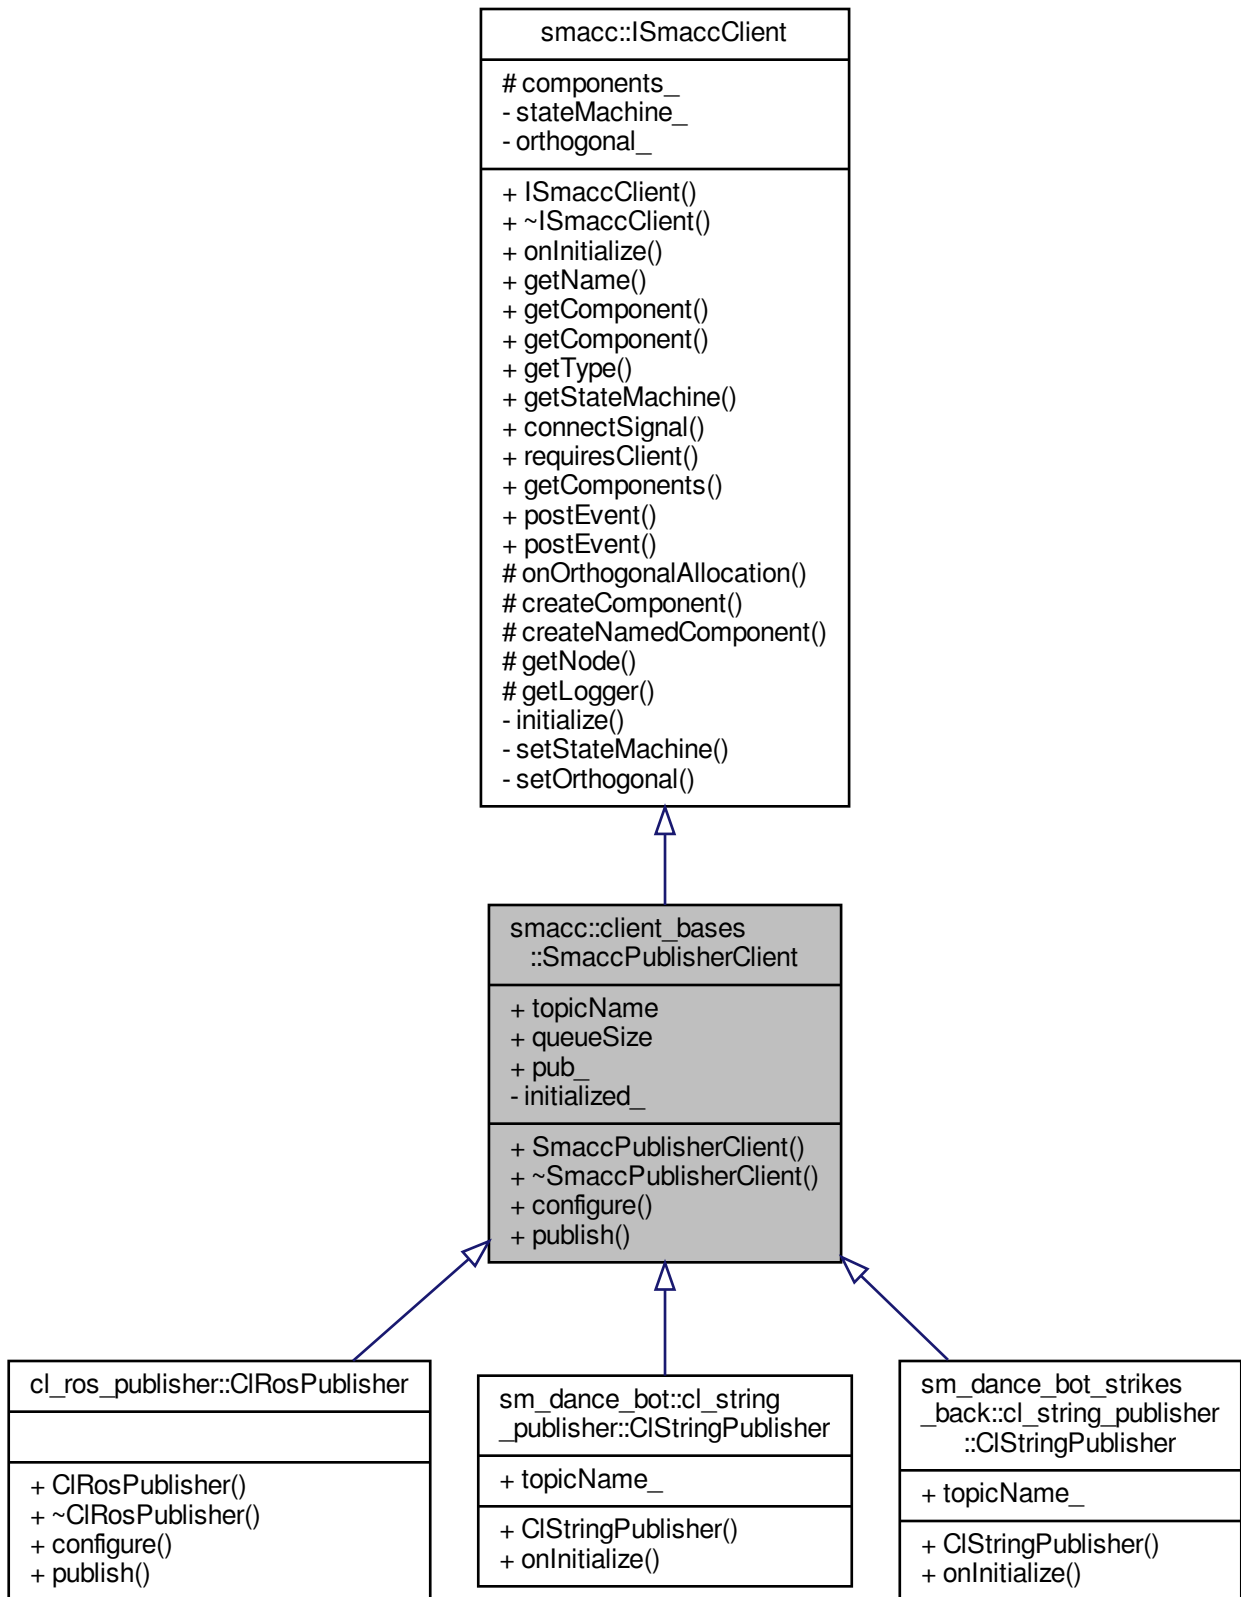 smacc::ISmaccClient
# components_
- stateMachine_
- orthogonal_
+ ISmaccClient()
+ ~ISmaccClient()
+ onInitialize()
+ getName()
+ getComponent()
+ getComponent()
+ getType()
+ getStateMachine()
+ connectSignal()
+ requiresClient()
+ getComponents()
+ postEvent()
+ postEvent()
# onOrthogonalAllocation()
# createComponent()
# createNamedComponent()
# getNode()
# getLogger()
- initialize()
- setStateMachine()
- setOrthogonal()
smacc::client_bases
::SmaccPublisherClient
+ topicName
+ queueSize
+ pub_
- initialized_
+ SmaccPublisherClient()
+ ~SmaccPublisherClient()
+ configure()
+ publish()
cl_ros_publisher::ClRosPublisher
+ ClRosPublisher()
+ ~ClRosPublisher()
+ configure()
+ publish()
sm_dance_bot::cl_string
_publisher::ClStringPublisher
+ topicName_
+ ClStringPublisher()
+ onInitialize()
sm_dance_bot_strikes
_back::cl_string_publisher
::ClStringPublisher
+ topicName_
+ ClStringPublisher()
+ onInitialize()